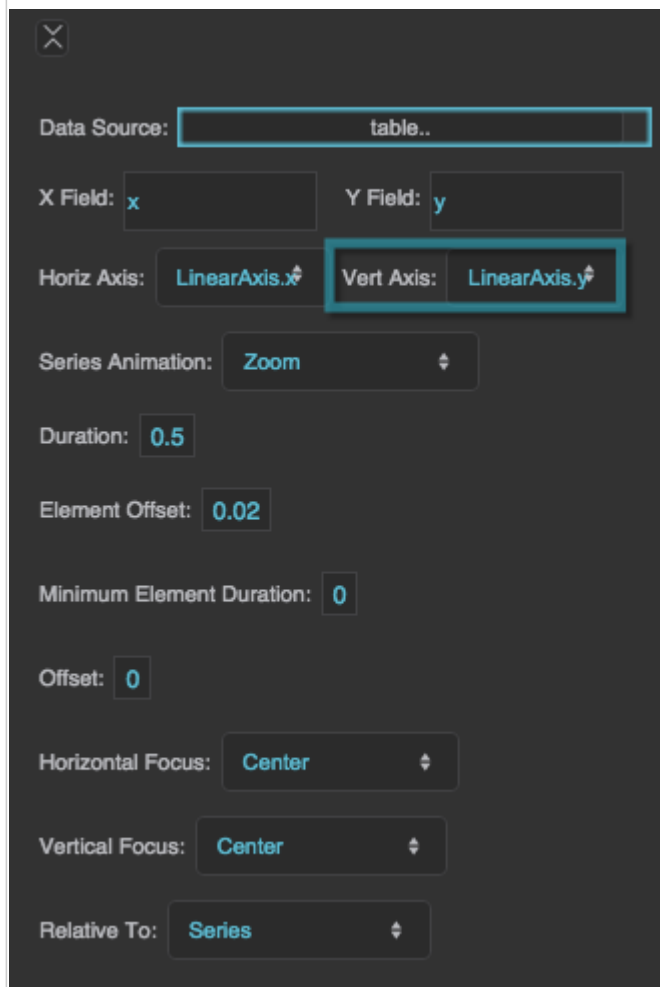 Data Source: table..
X Field: x Y Field: y
Horiz Axis: LinearAxis.x Vert Axis: LinearAxis.y
Series Animation: Zoom
Duration: 0.5
Element Offset: 0.02
Minimum Element Duration: 0
Offset: 0
Horizontal Focus: Center
Vertical Focus: Center
Relative To: Series